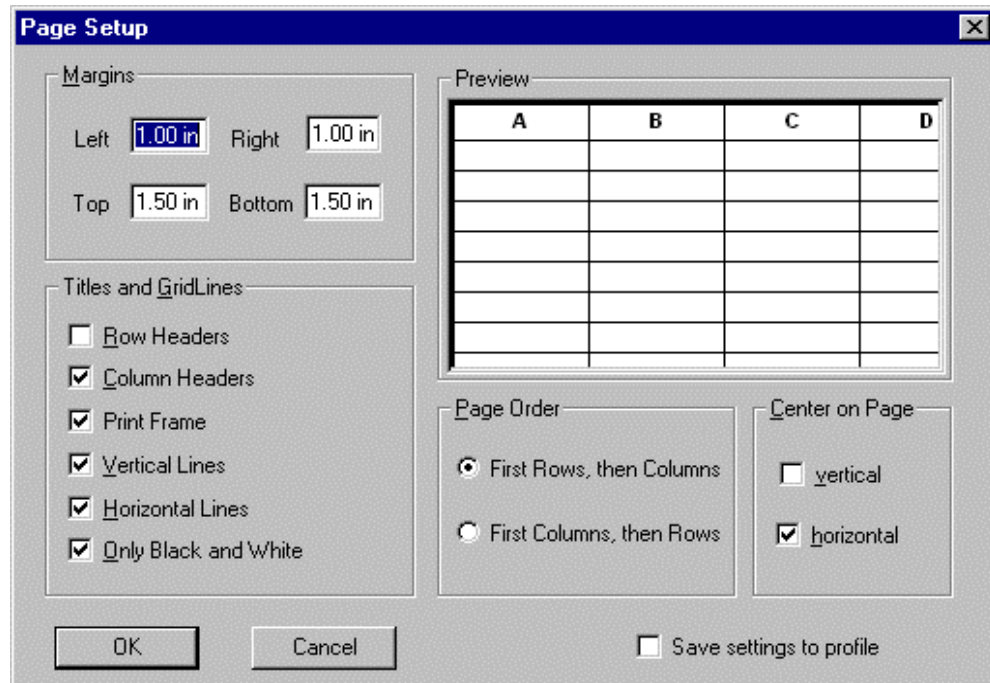 Page Setup
Margins
Left 1.00 in Right 1.00 in
Top 1.50 in Bottom 1.50 in
Titles and GridLines
Row Headers
Column Headers
Print Frame
Vertical Lines
Horizontal Lines
Only Black and White
Preview
A B C D
Page Order
First Rows, then Columns
First Columns, then Rows
Center on Page
vertical
horizontal
OK Cancel Save settings to profile